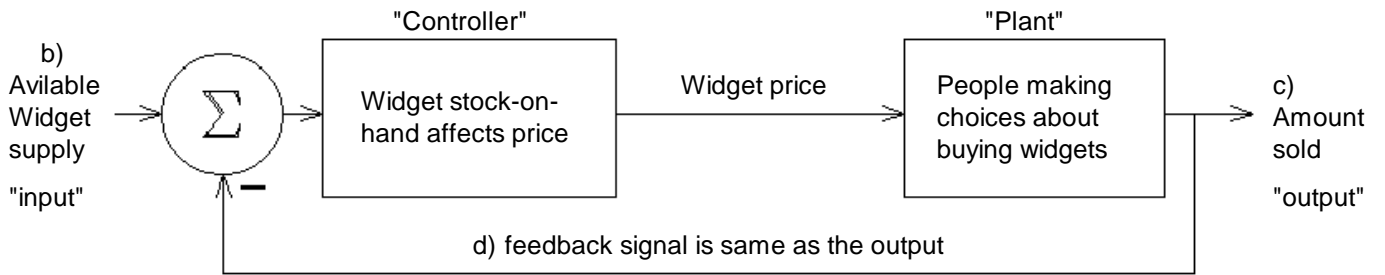 "Controller"
"Plant"
b)
Avilable
Widget
supply
"input"
Σ
Widget stock-on-
hand affects price
Widget price
People making
choices about
buying widgets
c)
Amount
sold
"output"
d) feedback signal is same as the output